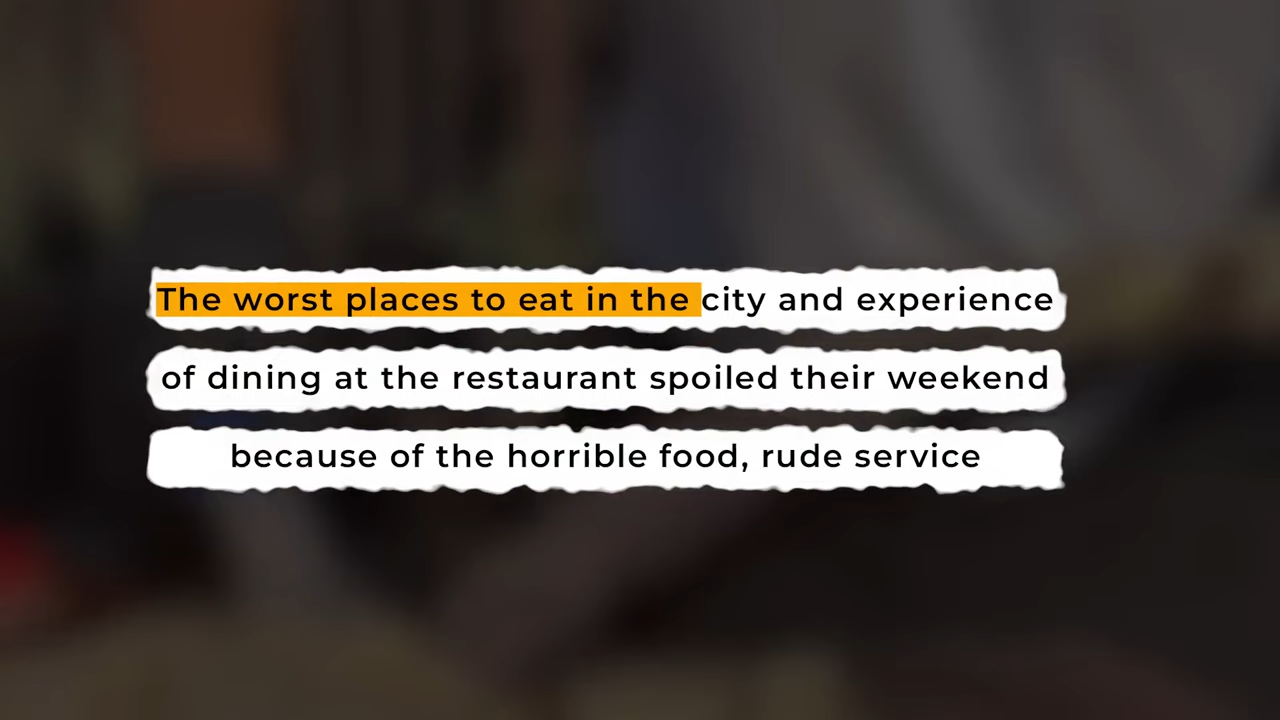 The worst places to eat in the city and experience
of dining at the restaurant spoiled their weekend
because of the horrible food, rude service